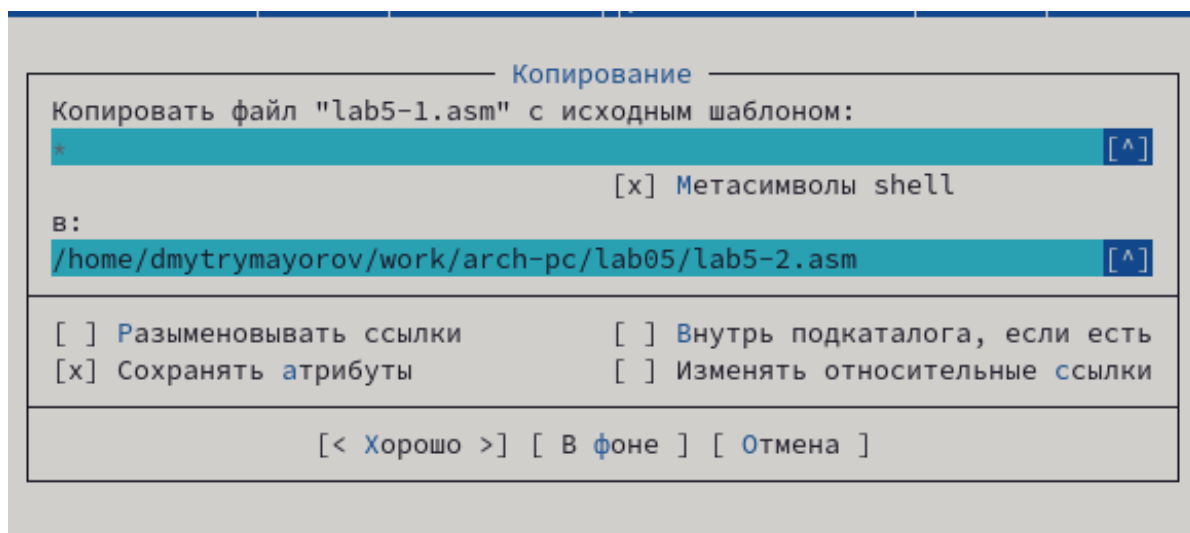 Копирование
Копировать файл "lab5-1.asm" с исходным шаблоном:
* [^]
[x] Метасимволы shell
в:
/home/dmytrymayorov/work/arch-pc/lab05/lab5-2.asm [^]
[ ] Разыменовывать ссылки [ ] Внутрь подкаталога, если есть
[x] Сохранять атрибуты [ ] Изменять относительные ссылки
[< Хорошо >] [ В фоне ] [ Отмена ]